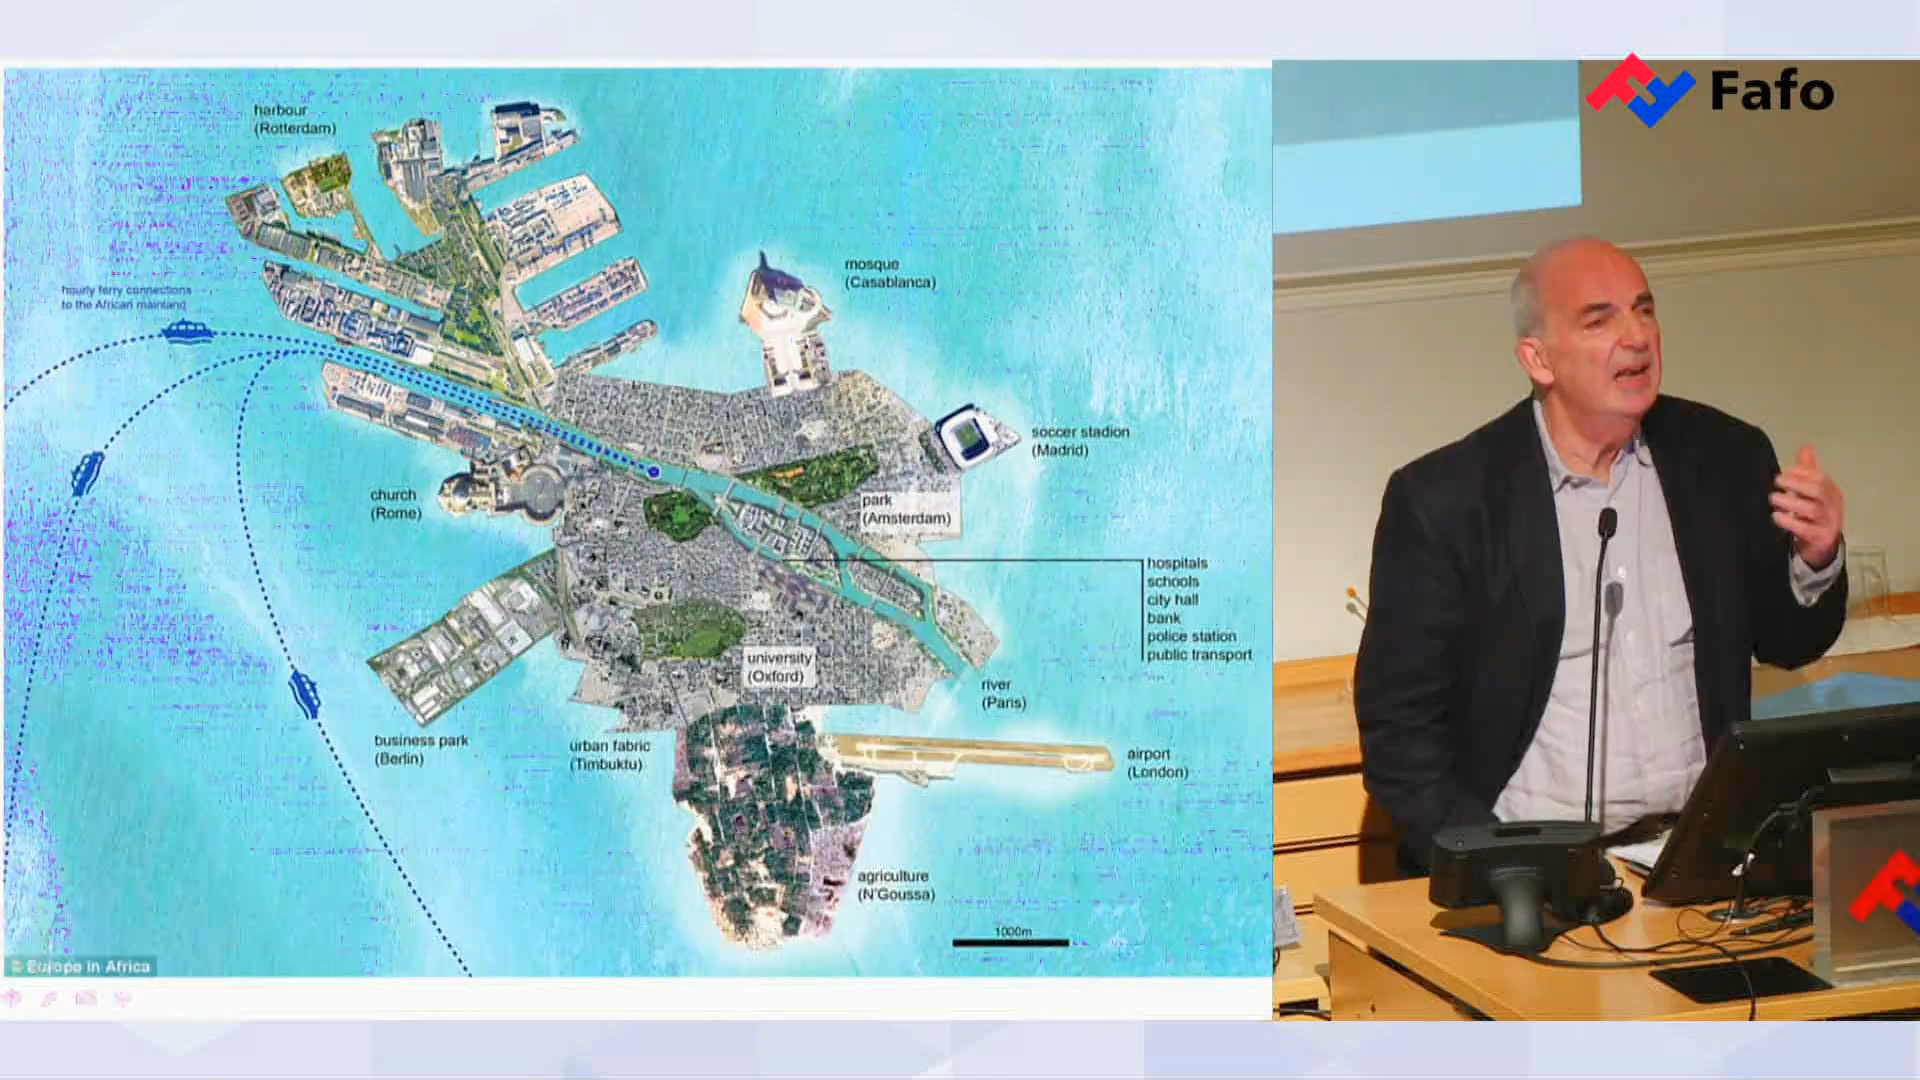 Fafo
harbour
(Rotterdam)
mosque
(Casablanca)
hourly ferry connections
to the African mainland
soccer stadion
(Madrid)
church
(Rome)
park
(Amsterdam)
hospitals
schools
city hall
bank
police station
public transport
university
(Oxford)
river
(Paris)
business park
(Berlin)
urban fabric
(Timbuktu)
airport
(London)
agriculture
(N'Goussa)
1000m
© Europe in Africa